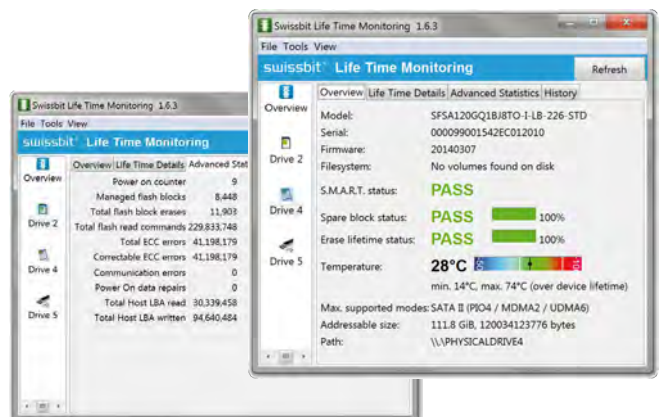 Swissbit Life Time Monitoring 1.6.3
File Tools View
swissbit® Life Time Monitoring
Refresh
Overview
Drive 2
Drive 4
Drive 5
Overview Life Time Details Advanced Statistics History
Model: SFSA120GQ1BJ8TO-I-LB-226-STD
Serial: 000099001542EC012010
Firmware: 20140307
Filesystem: No volumes found on disk
S.M.A.R.T. status: PASS
Spare block status: PASS 100%
Erase lifetime status: PASS 100%
Temperature: 28°C
min. 14°C, max. 74°C (over device lifetime)
Max. supported modes: SATA II (PIO4 / MDMA2 / UDMA6)
Addressable size: 111.8 GiB, 120034123776 bytes
Path: \\.\PHYSICALDRIVE4
Swissbit Life Time Monitoring 1.6.3
File Tools View
swissbit® Life Time Monitoring
Overview
Drive 2
Drive 4
Drive 5
Overview Life Time Details Advanced Stat
Power on counter 9
Managed flash blocks 8,448
Total flash block erases 11,903
Total flash read commands 229,833,748
Total ECC errors 41,198,179
Correctable ECC errors 41,198,179
Communication errors 0
Power On data repairs 0
Total Host LBA read 30,339,458
Total Host LBA written 94,640,484